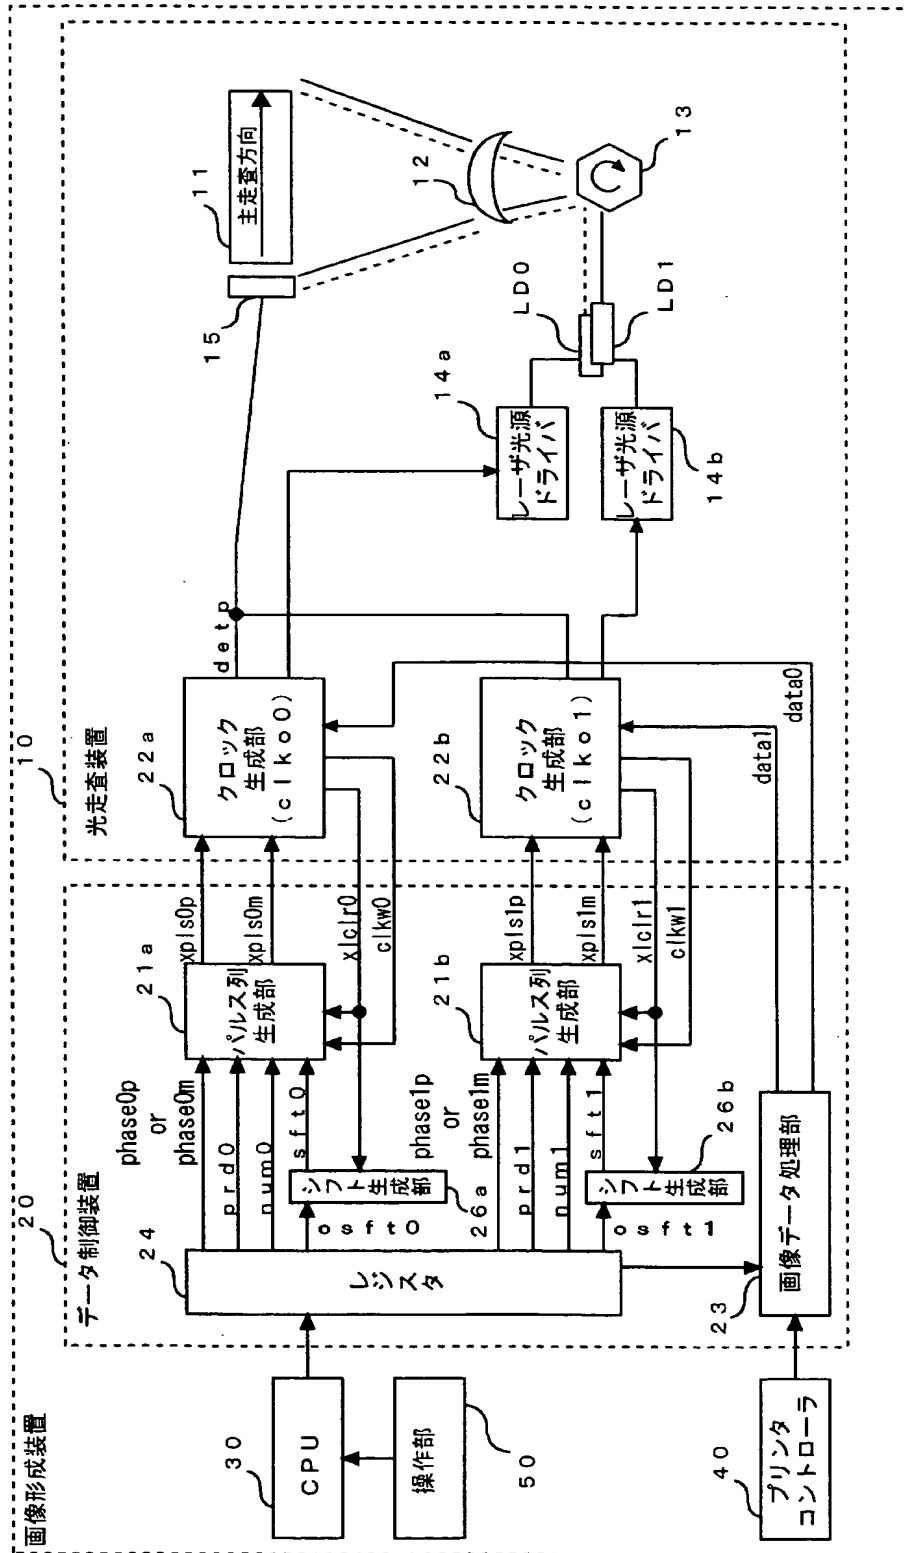 画像形成装置
10
光走査装置
20
データ制御装置
30
CPU
操作部
50
40
プリンタ
コントローラ
24
レジスタ
phase0p
or
phase0m
prd0
num0
sft0
osft0
シフト生成部
26a
phase1p
or
phase1m
prd1
num1
sft1
osft1
シフト生成部
26b
23
画像データ処理部
21a
パルス列
生成部
xpls0p
xpls0m
xlclr0
clkw0
21b
パルス列
生成部
xpls1p
xpls1m
xlclr1
clkw1
22a
クロック
生成部
(clko0)
22b
クロック
生成部
(clko1)
data1
data0
detp
14a
レーザ光源
ドライバ
レーザ光源
ドライバ
14b
LD0
LD1
15
11
主走査方向
12
13